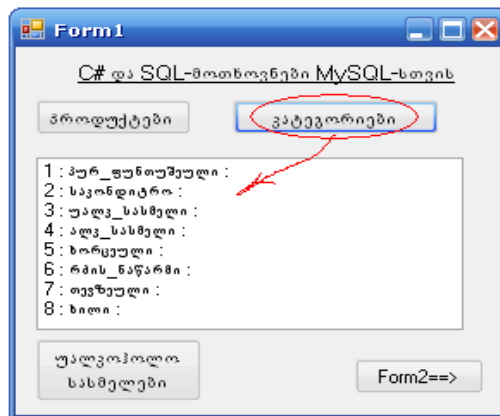 Form1
C# და SQL-მოთხოვნები MySQL-სთვის
პროდუქტები
კატეგორიები
1 : პურ_ფუნთუშეული :
2 : საკონდიტრო :
3 : უალკ_სასმელი :
4 : ალკ_სასმელი :
5 : ხორცეული :
6 : რძის_ნაწარმი :
7 : თევზეული :
8 : ხილი :
უალკოჰოლო
სასმელები
Form2==>